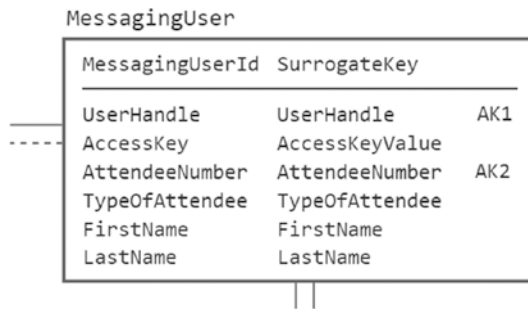 MessagingUser
MessagingUserId SurrogateKey
UserHandle UserHandle AK1
AccessKey AccessKeyValue
AttendeeNumber AttendeeNumber AK2
TypeOfAttendee TypeOfAttendee
FirstName FirstName
LastName LastName